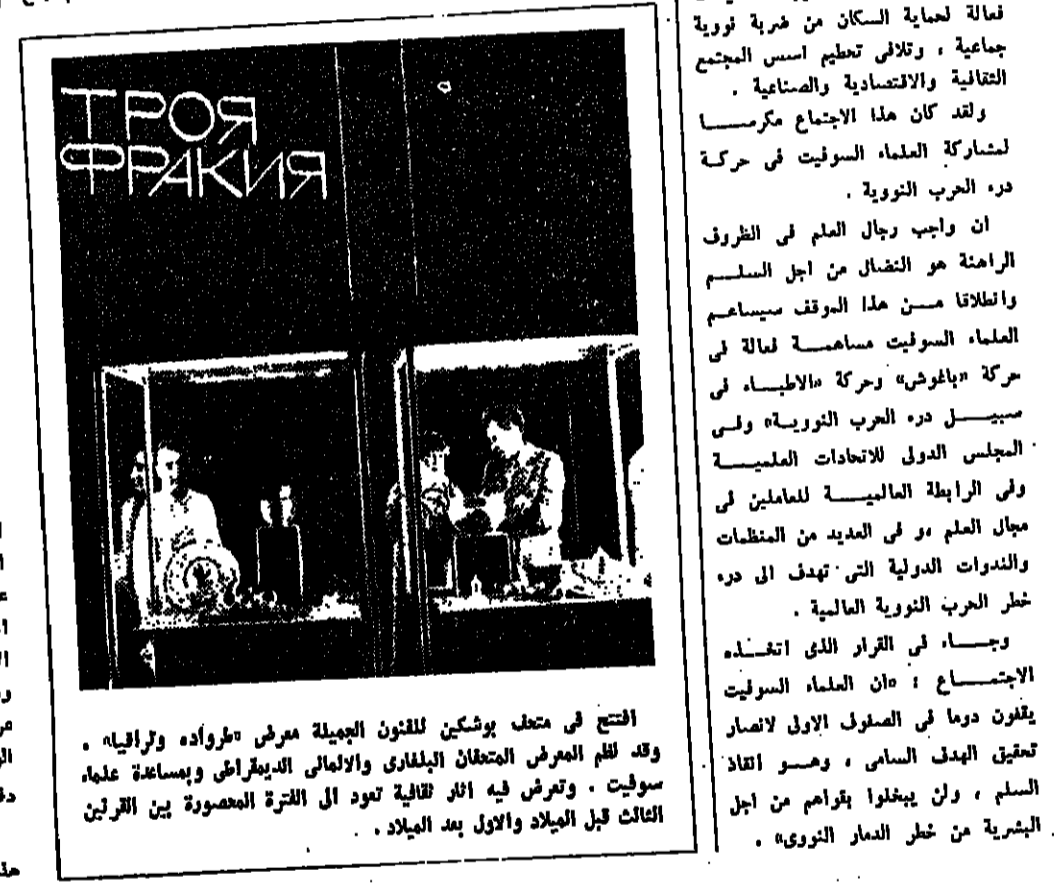 فعالة لحماية السكان من ضربة نووية
جماعية ، وتلافى تحطيم اسس المجتمع
الثقافية والاقتصادية والصناعية .
ولقد كان هذا الاجتماع مكرسا
لمشاركة العلماء السوفيت فى حركة
درء الحرب النووية .
ان واجب رجال العلم فى الظروف
الراهنة هو النضال من اجل السلم
وانطلاقا من هذا الموقف سيساهم
العلماء السوفيت مساهمة فعالة فى
حركة «باغوش» وحركة «الاطباء فى
سبيل درء الحرب النووية» وفى
المجلس الدولى للاتحادات العلمية
وفى الرابطة العالمية للعاملين فى
مجال العلم ،و فى العديد من المنظمات
والندوات الدولية التى تهدف الى درء
خطر الحرب النووية العالمية .
وجاء فى القرار الذى اتخذه
الاجتماع : «ان العلماء السوفيت
يقفون دوما فى الصفوف الاولى لانصار
تحقيق الهدف السامى ، وهو انقاذ
السلم ، ولن يبخلوا بقواهم من اجل
البشرية من خطر الدمار النووى» .
ТРОЯ
ФРАКИЯ
افتتح فى متحف بوشكين للفنون الجميلة معرض «طرواده وتراقيا» .
وقد نظم المعرض المتحفان البلغارى والالمانى الديمقراطى وبمساعدة علماء
سوفيت . وتعرض فيه اثار ثقافية تعود الى الفترة المحصورة بين القرنين
الثالث قبل الميلاد والاول بعد الميلاد .